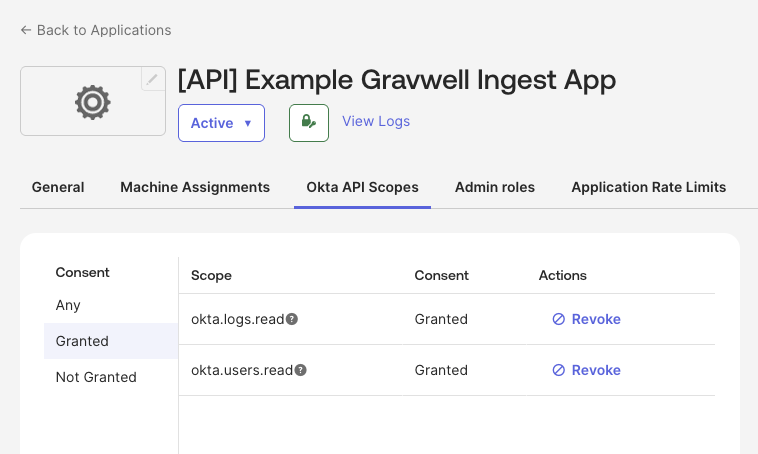 ← Back to Applications
[API] Example Gravwell Ingest App
Active ▼
View Logs
General Machine Assignments Okta API Scopes Admin roles Application Rate Limits
Consent
Any
Granted
Not Granted
Scope Consent Actions
okta.logs.read ? Granted Revoke
okta.users.read ? Granted Revoke